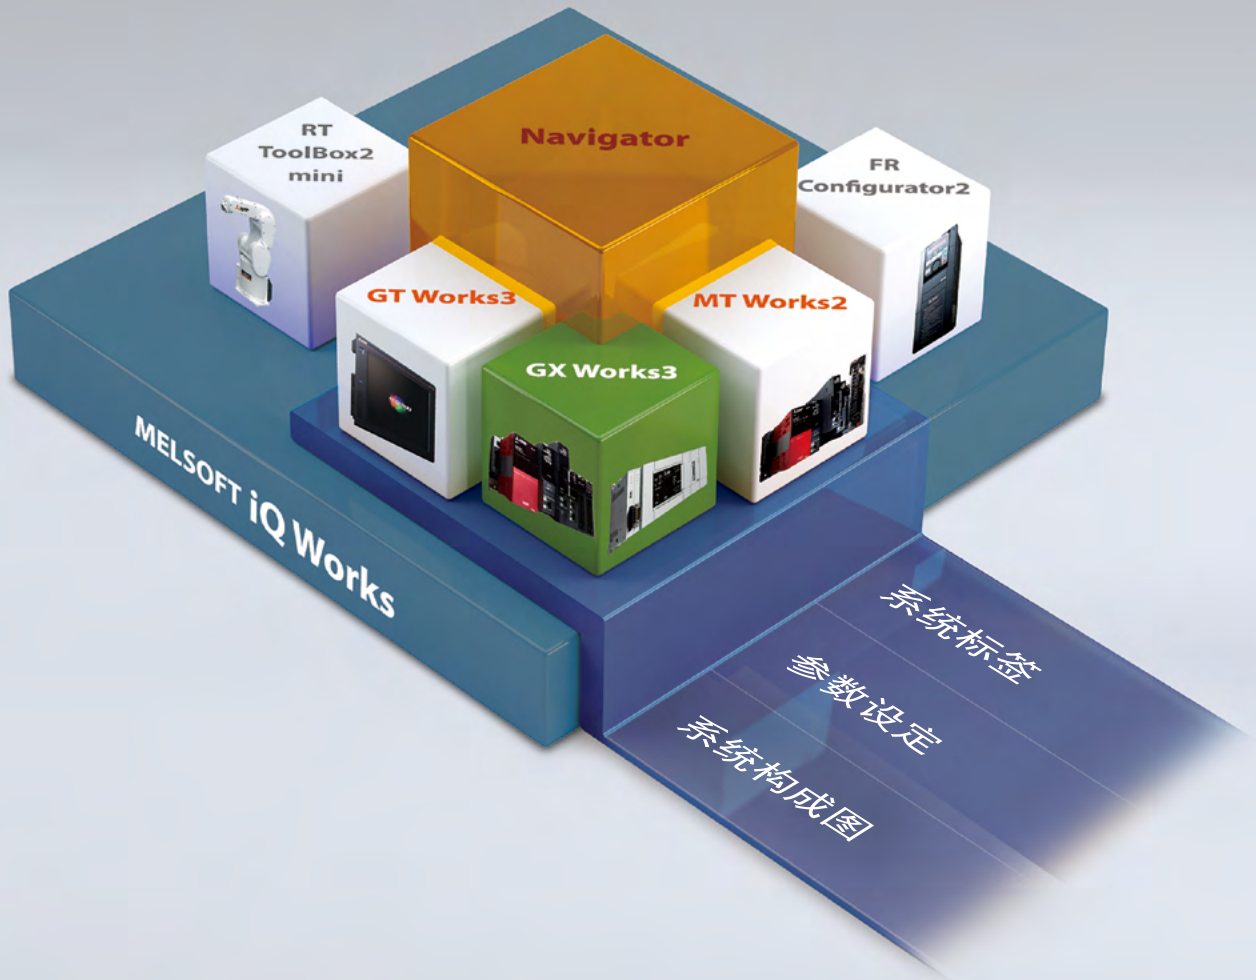 Navigator
RT
ToolBox2
mini
FR
Configurator2
GT Works3
MT Works2
GX Works3
MELSOFT iQ Works
系统标签
参数设定
系统构成图